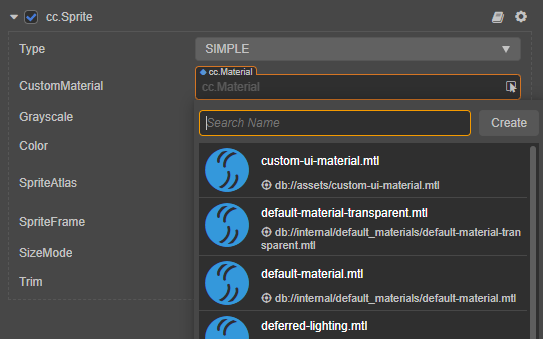 cc.Sprite
Type
SIMPLE
CustomMaterial
cc.Material
cc.Material
Grayscale
Search Name
Create
Color
custom-ui-material.mtl
db://assets/custom-ui-material.mtl
SpriteAtlas
default-material-transparent.mtl
SpriteFrame
db://internal/default_materials/default-material-tran
sparent.mtl
SizeMode
default-material.mtl
Trim
db://internal/default_materials/default-material.mtl
deferred-lighting.mtl